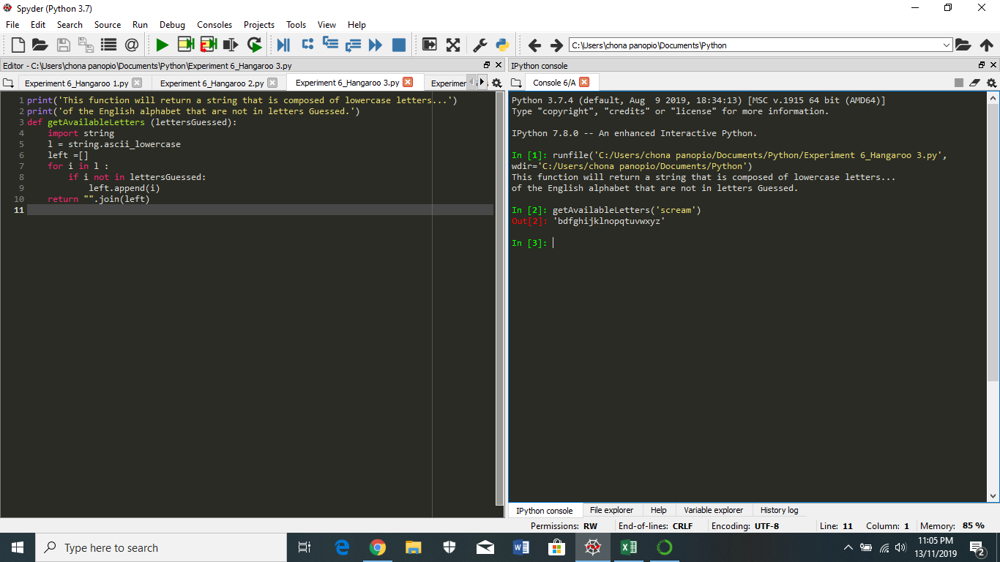 Spyder (Python 3.7)
File Edit Search Source Run Debug Consoles Projects Tools View Help
C:\Users\chona panopio\Documents\Python
Editor - C:\Users\chona panopio\Documents\Python\Experiment 6_Hangaroo 3.py
Experiment 6_Hangaroo 1.py Experiment 6_Hangaroo 2.py Experiment 6_Hangaroo 3.py Experimer
1 print('This function will return a string that is composed of lowercase letters...')
2 print('of the English alphabet that are not in letters Guessed.')
3 def getAvailableLetters (lettersGuessed):
4     import string
5     l = string.ascii_lowercase
6     left =[]
7     for i in l :
8         if i not in lettersGuessed:
9             left.append(i)
10     return "".join(left)
11
IPython console
Console 6/A
Python 3.7.4 (default, Aug  9 2019, 18:34:13) [MSC v.1915 64 bit (AMD64)]
Type "copyright", "credits" or "license" for more information.
IPython 7.8.0 -- An enhanced Interactive Python.
In [1]: runfile('C:/Users/chona panopio/Documents/Python/Experiment 6_Hangaroo 3.py',
wdir='C:/Users/chona panopio/Documents/Python')
This function will return a string that is composed of lowercase letters...
of the English alphabet that are not in letters Guessed.
In [2]: getAvailableLetters('scream')
Out[2]: 'bdfghijklnopqtuvwxyz'
In [3]:
IPython console File explorer Help Variable explorer History log
Permissions: RW End-of-lines: CRLF Encoding: UTF-8 Line: 11 Column: 1 Memory: 85 %
Type here to search
11:05 PM
13/11/2019
2